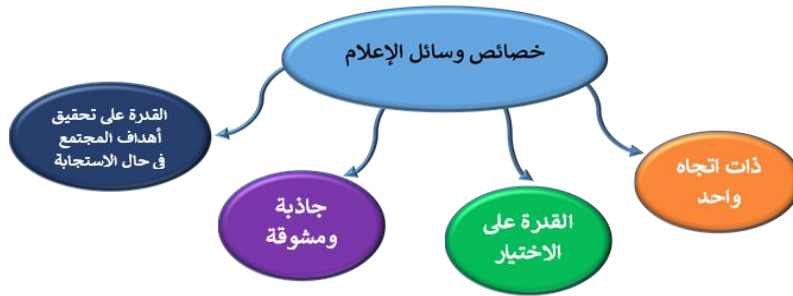 خصائص وسائل الإعلام
ذات اتجاه
واحد
القدرة على
الاختيار
جاذبة
ومشوقة
القدرة على تحقيق
أهداف المجتمع
في حال الاستجابة